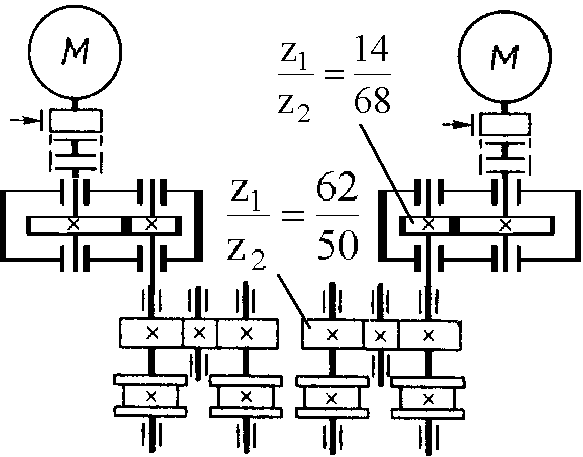 M
M
z₁/z₂ = 14/68
z₁/z₂ = 62/50